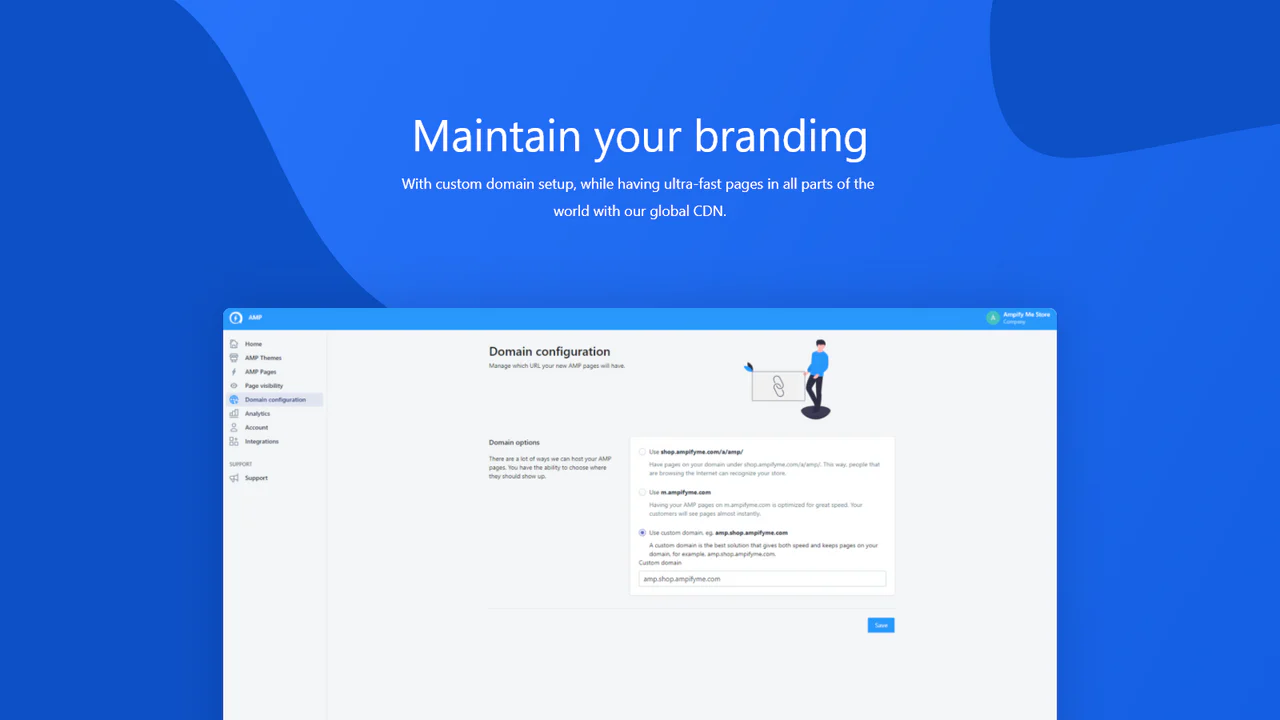 Maintain your branding
With custom domain setup, while having ultra-fast pages in all parts of the
world with our global CDN.
AMP
A
Ampify Me Store
Company
Home
AMP Themes
AMP Pages
Page visibility
Domain configuration
Analytics
Account
Integrations
SUPPORT
Support
Domain configuration
Manage which URL your new AMP pages will have.
Domain options
There are a lot of ways we can host your AMP
pages. You have the ability to choose where
they should show up.
Use shop.ampifyme.com/a/amp/
Have pages on your domain under shop.ampifyme.com/a/amp/. This way, people that
are browsing the Internet can recognize your store.
Use m.ampifyme.com
Having your AMP pages on m.ampifyme.com is optimized for great speed. Your
customers will see pages almost instantly.
Use custom domain, eg. amp.shop.ampifyme.com
A custom domain is the best solution that gives both speed and keeps pages on your
domain, for example, amp.shop.ampifyme.com.
Custom domain
amp.shop.ampifyme.com
Save